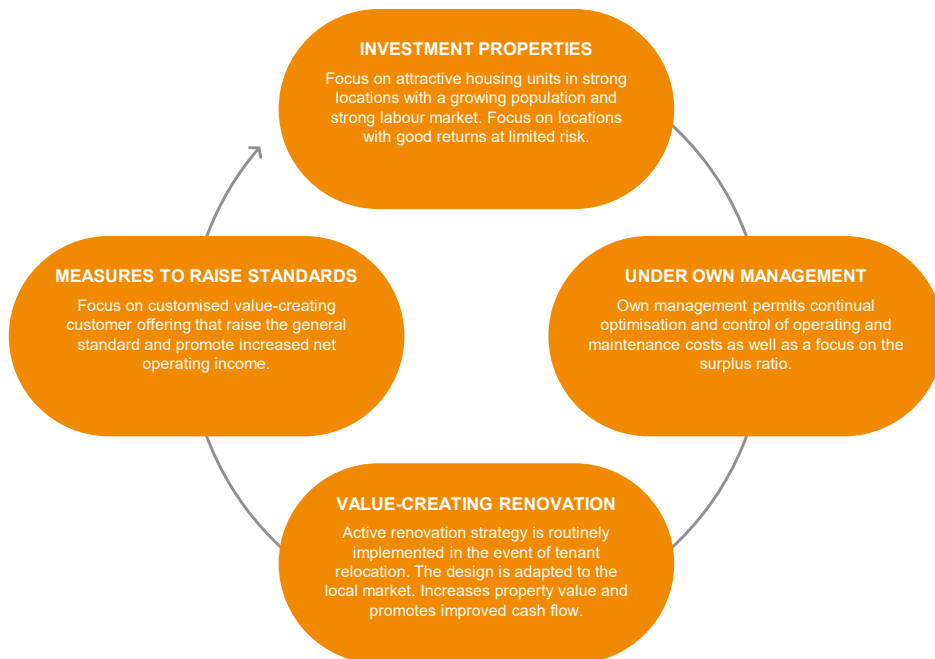 INVESTMENT PROPERTIES
Focus on attractive housing units in strong
locations with a growing population and
strong labour market. Focus on locations
with good returns at limited risk.
MEASURES TO RAISE STANDARDS
Focus on customised value-creating
customer offering that raise the general
standard and promote increased net
operating income.
UNDER OWN MANAGEMENT
Own management permits continual
optimisation and control of operating and
maintenance costs as well as a focus on the
surplus ratio.
VALUE-CREATING RENOVATION
Active renovation strategy is routinely
implemented in the event of tenant
relocation. The design is adapted to the
local market. Increases property value and
promotes improved cash flow.